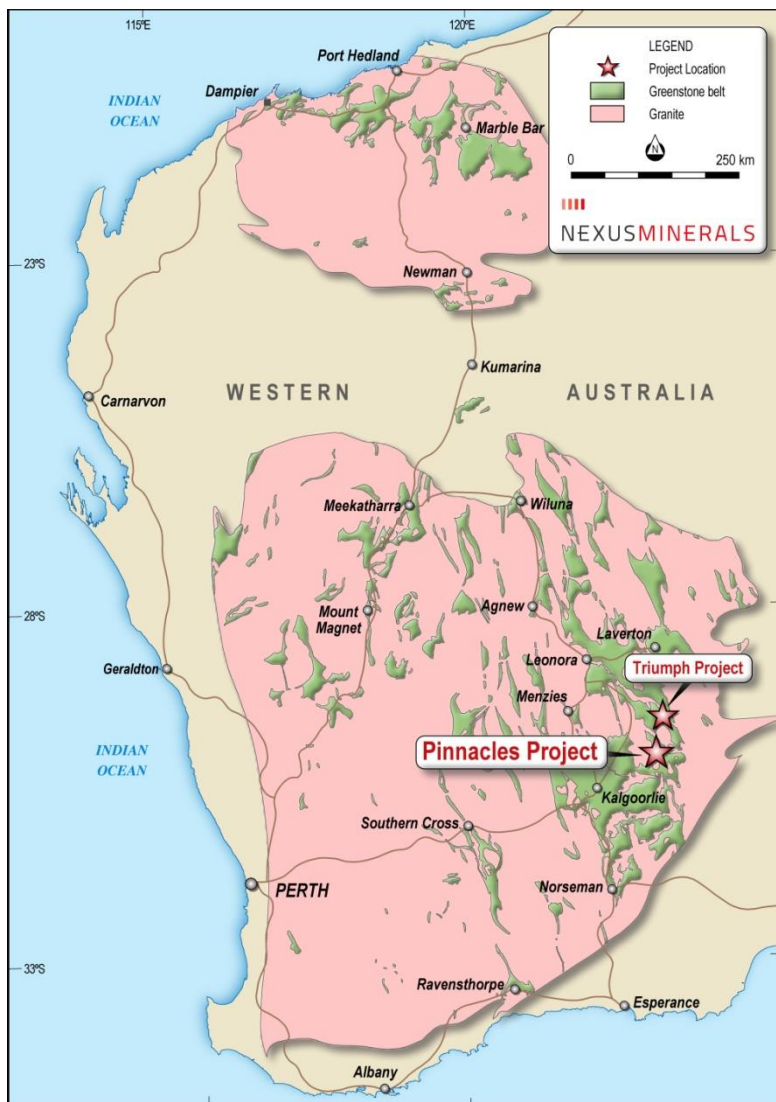 115°E
120°E
LEGEND
Project Location
Greenstone belt
Granite
N
0
250 km
NEXUSMINERALS
Port Hedland
Dampier
INDIAN
OCEAN
Marble Bar
23°S
Newman
Kumarina
WESTERN
AUSTRALIA
Carnarvon
Meekatharra
Wiluna
28°S
Mount
Magnet
Agnew
Laverton
Leonora
Geraldton
Triumph Project
Menzies
Pinnacles Project
INDIAN
OCEAN
Kalgoorlie
Southern Cross
PERTH
Norseman
33°S
Ravensthorpe
Esperance
Albany